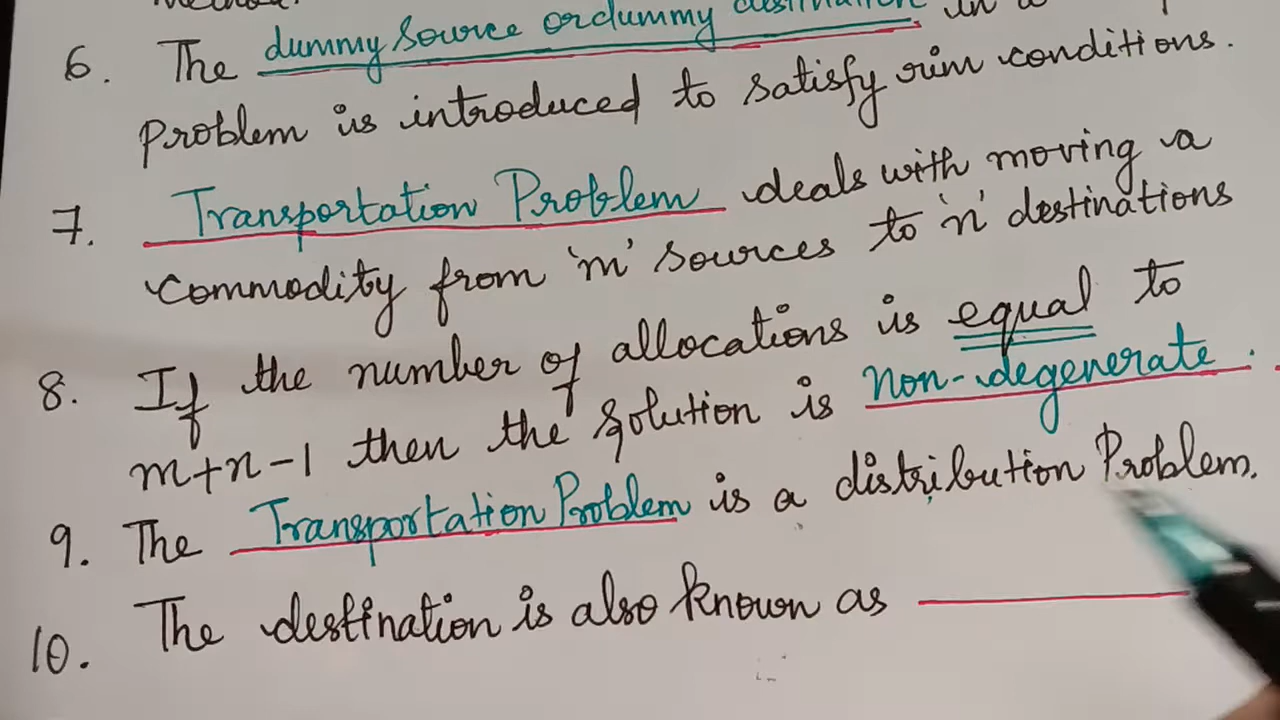 6. The dummy source or dummy destination in a
Problem is introduced to satisfy rim conditions.
7. Transportation Problem deals with moving a
commodity from 'm' sources to 'n' destinations
8. If the number of allocations is equal to
m+n-1 then the solution is non-degenerate.
9. The Transportation Problem is a distribution Problem.
10. The destination is also known as